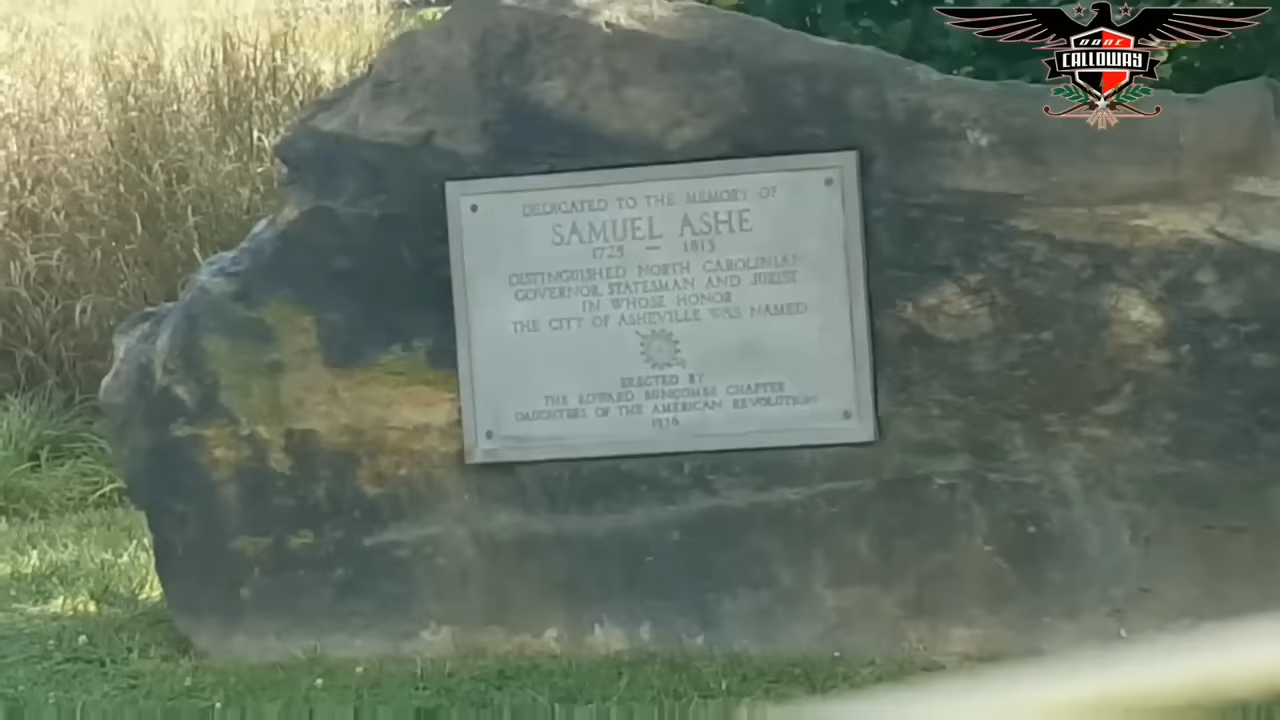 DOAC
CALLOWAY
DEDICATED TO THE MEMORY OF
SAMUEL ASHE
1725 — 1813
DISTINGUISHED NORTH CAROLINIAN
GOVERNOR, STATESMAN AND JURIST
IN WHOSE HONOR
THE CITY OF ASHEVILLE WAS NAMED
ERECTED BY
THE EDWARD BUNCOMBE CHAPTER
DAUGHTERS OF THE AMERICAN REVOLUTION